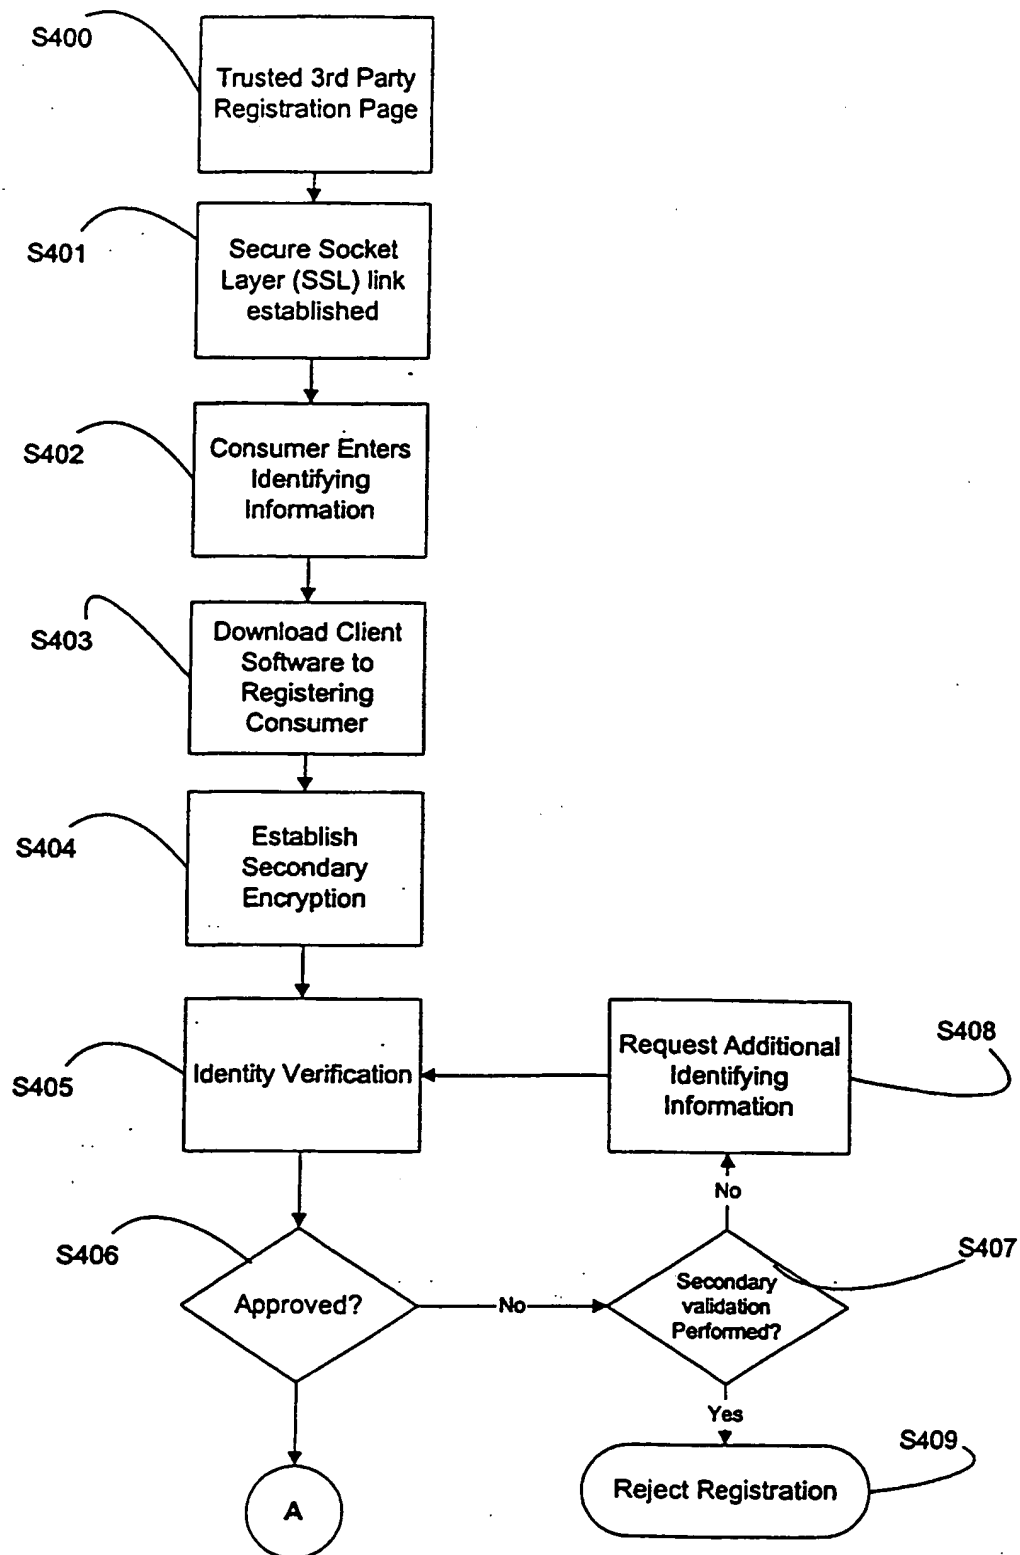 S400
Trusted 3rd Party
Registration Page
S401
Secure Socket
Layer (SSL) link
established
S402
Consumer Enters
Identifying
Information
S403
Download Client
Software to
Registering
Consumer
S404
Establish
Secondary
Encryption
S405
Identity Verification
Request Additional
Identifying
Information
S408
No
S406
Approved?
No
Secondary
validation
Performed?
S407
Yes
S409
Reject Registration
A